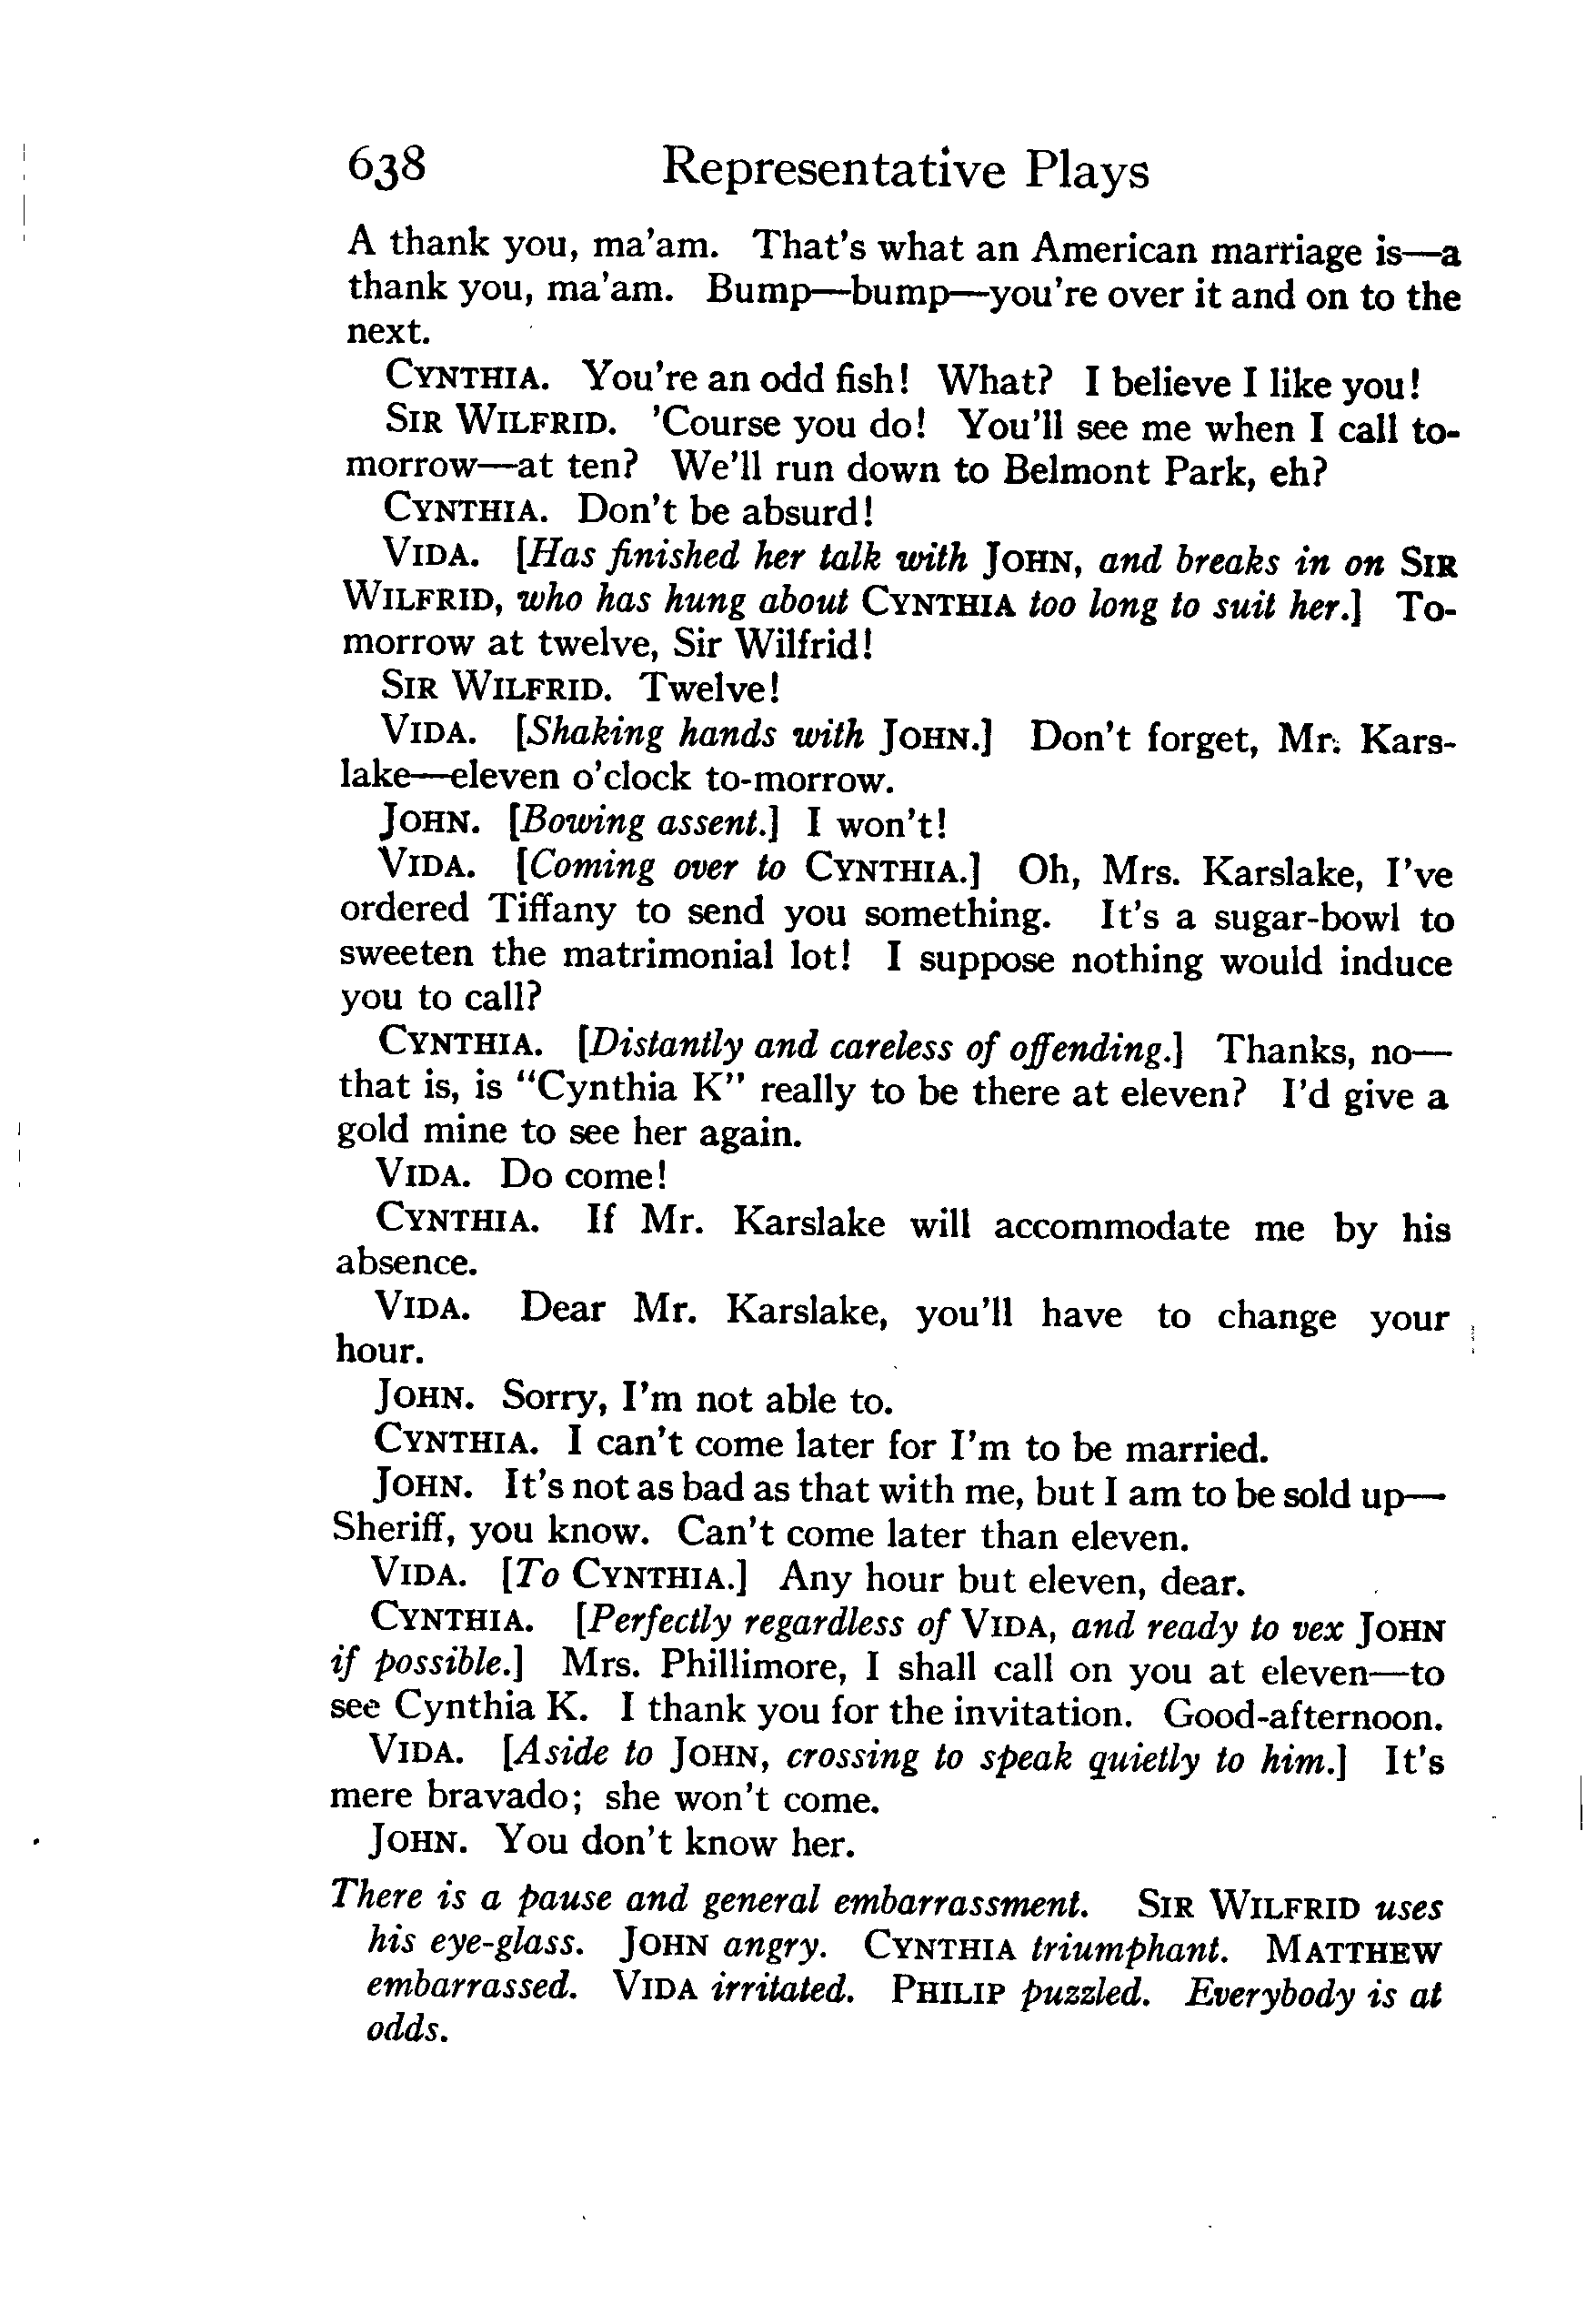 638 Representative Plays
A thank you, ma'am. That's what an American marriage is—a
thank you, ma'am. Bump—bump—you're over it and on to the
next.
CYNTHIA. You're an odd fish! What? I believe I like you!
SIR WILFRID. 'Course you do! You'll see me when I call to-
morrow—at ten? We'll run down to Belmont Park, eh?
CYNTHIA. Don't be absurd!
VIDA. [Has finished her talk with JOHN, and breaks in on SIR
WILFRID, who has hung about CYNTHIA too long to suit her.] To-
morrow at twelve, Sir Wilfrid!
SIR WILFRID. Twelve!
VIDA. [Shaking hands with JOHN.] Don't forget, Mr. Kars-
lake—eleven o'clock to-morrow.
JOHN. [Bowing assent.] I won't!
VIDA. [Coming over to CYNTHIA.] Oh, Mrs. Karslake, I've
ordered Tiffany to send you something. It's a sugar-bowl to
sweeten the matrimonial lot! I suppose nothing would induce
you to call?
CYNTHIA. [Distantly and careless of offending.] Thanks, no—
that is, is "Cynthia K" really to be there at eleven? I'd give a
gold mine to see her again.
VIDA. Do come!
CYNTHIA. If Mr. Karslake will accommodate me by his
absence.
VIDA. Dear Mr. Karslake, you'll have to change your
hour.
JOHN. Sorry, I'm not able to.
CYNTHIA. I can't come later for I'm to be married.
JOHN. It's not as bad as that with me, but I am to be sold up—
Sheriff, you know. Can't come later than eleven.
VIDA. [To CYNTHIA.] Any hour but eleven, dear.
CYNTHIA. [Perfectly regardless of VIDA, and ready to vex JOHN
if possible.] Mrs. Phillimore, I shall call on you at eleven—to
see Cynthia K. I thank you for the invitation. Good-afternoon.
VIDA. [Aside to JOHN, crossing to speak quietly to him.] It's
mere bravado; she won't come.
JOHN. You don't know her.
There is a pause and general embarrassment. SIR WILFRID uses
his eye-glass. JOHN angry. CYNTHIA triumphant. MATTHEW
embarrassed. VIDA irritated. PHILIP puzzled. Everybody is at
odds.